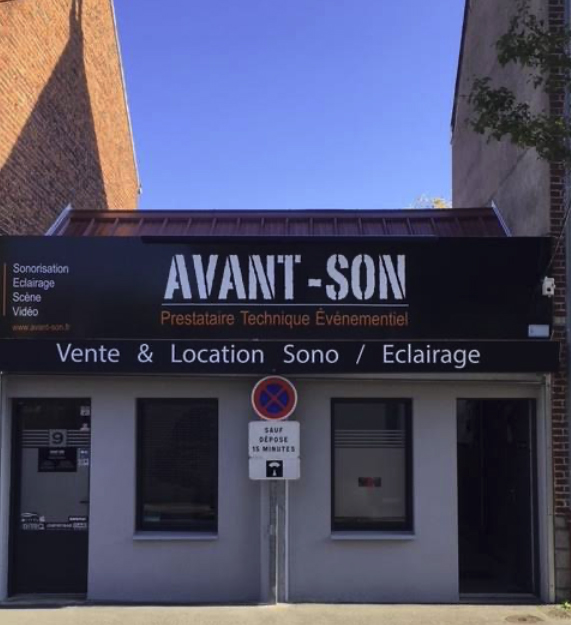 Sonorisation
Eclairage
Scène
Vidéo
www.avant-son.fr
AVANT-SON
Prestataire Technique Évènementiel
Vente & Location Sono / Eclairage
SAUF
DÉPOSE
15 MINUTES
9